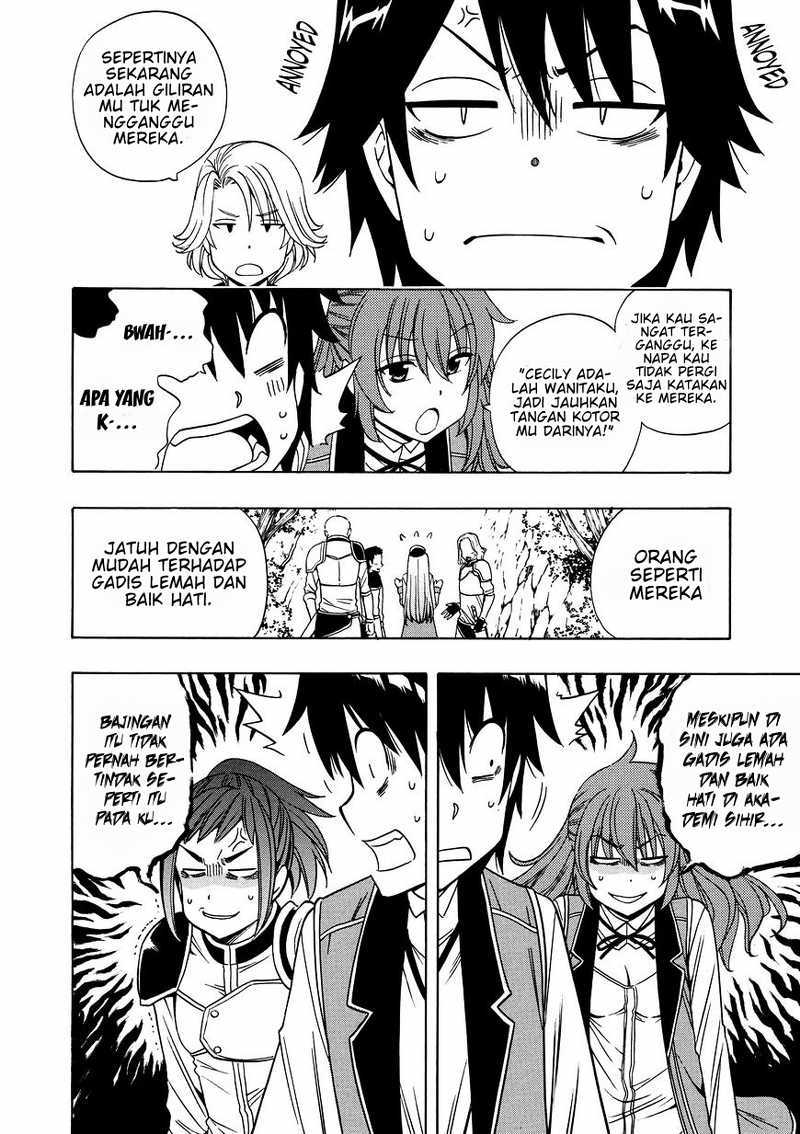 SEPERTINYA
SEKARANG
ADALAH GILIRAN
MU TUK ME-
NGGANGGU
MEREKA.
ANNOYED
ANNOYED
JIKA KAU SA-
NGAT TER-
GANGGU, KE
NAPA KAU
TIDAK PERGI
SAJA KATAKAN
KE MEREKA.
"CECILY ADA-
LAH WANITAKU,
JADI JAUHKAN
TANGAN KOTOR
MU DARINYA!"
BWAH-...
APA YANG
K-...
ORANG
SEPERTI
MEREKA
JATUH DENGAN
MUDAH TERHADAP
GADIS LEMAH DAN
BAIK HATI.
MESKIPUN DI
SINI JUGA ADA
GADIS LEMAH
DAN BAIK
HATI DI AKA-
DEMI SIHIR...
BAJINGAN
ITU TIDAK
PERNAH BER-
TINDAK SE-
PERTI ITU
PADA KU...